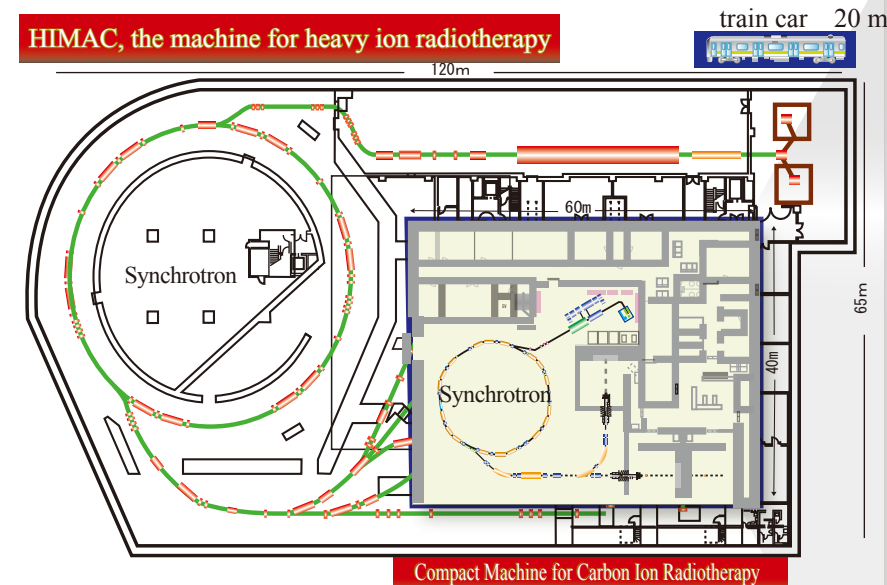 train car 20 m
HIMAC, the machine for heavy ion radiotherapy
120m
60m
Synchrotron
65m
40m
Synchrotron
Compact Machine for Carbon Ion Radiotherapy